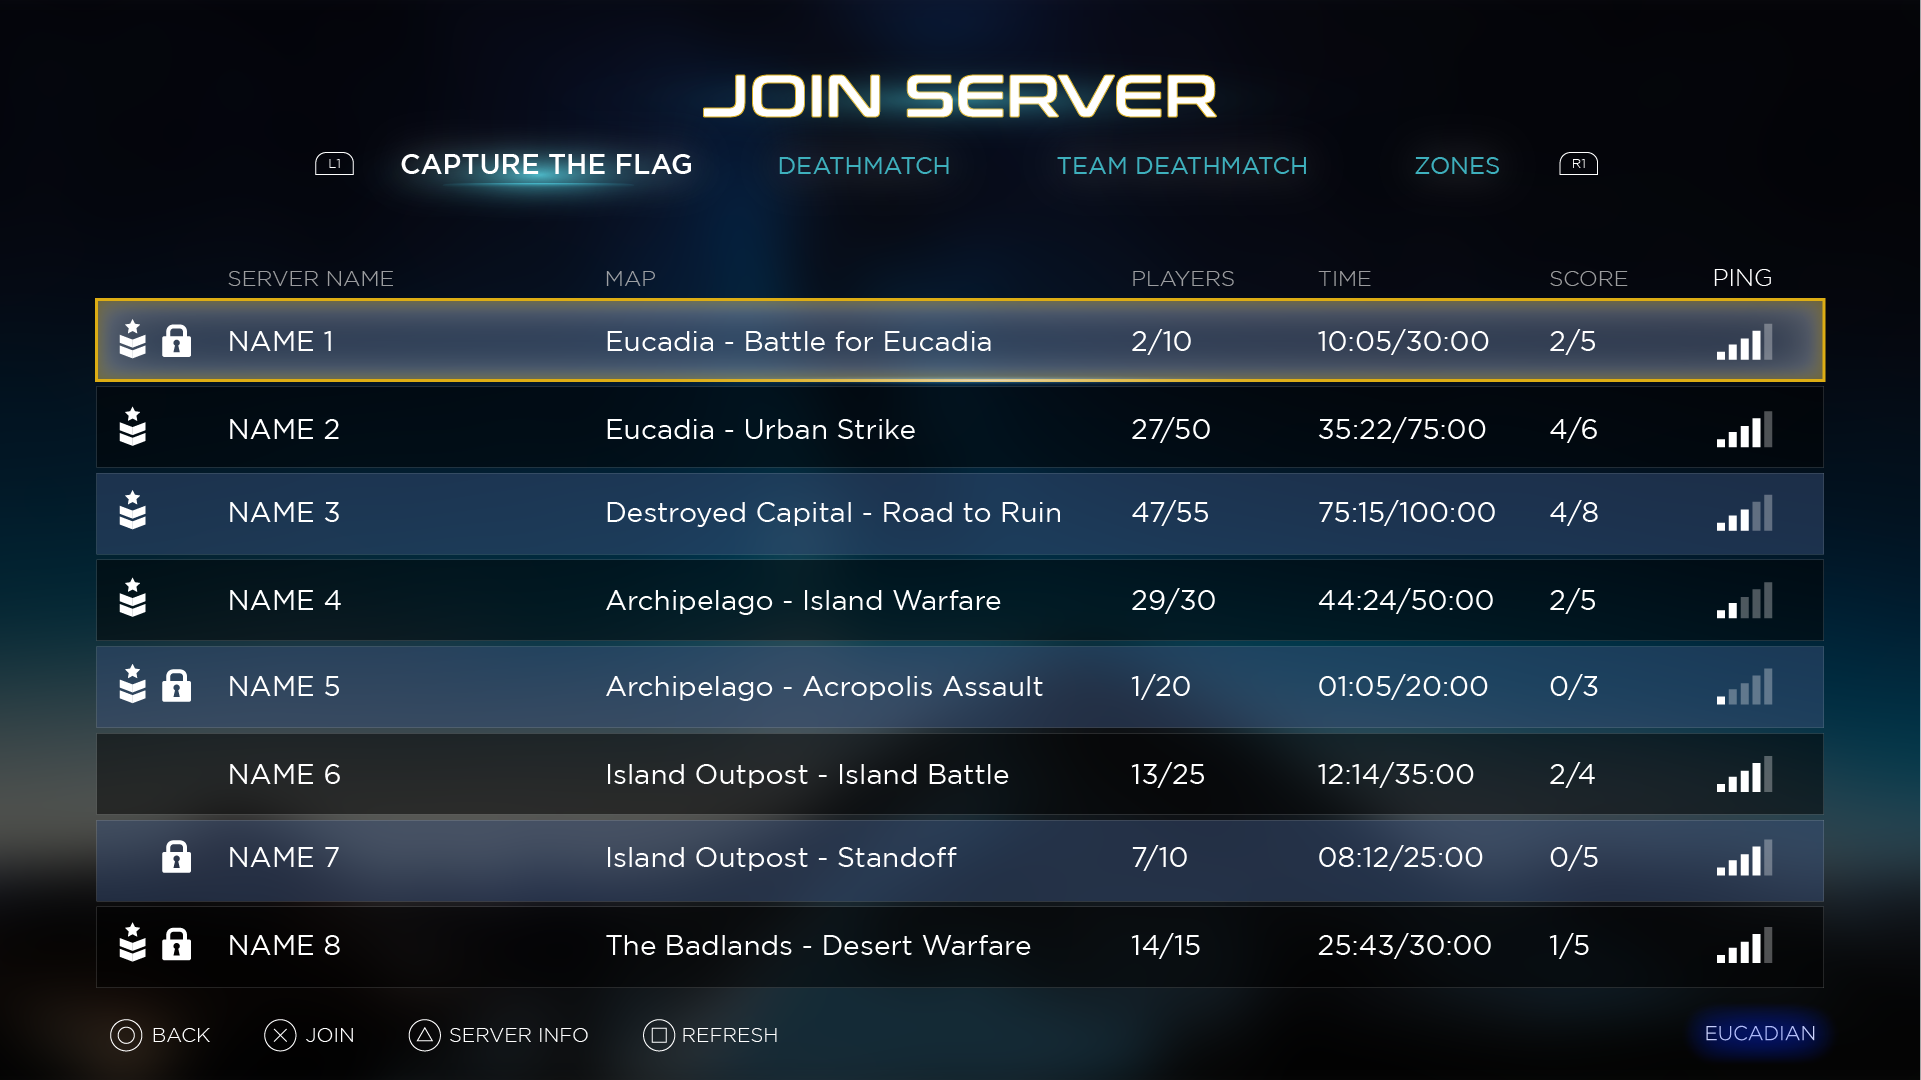 JOIN SERVER
L1 CAPTURE THE FLAG DEATHMATCH TEAM DEATHMATCH ZONES R1
SERVER NAME MAP PLAYERS TIME SCORE PING
NAME 1 Eucadia - Battle for Eucadia 2/10 10:05/30:00 2/5
NAME 2 Eucadia - Urban Strike 27/50 35:22/75:00 4/6
NAME 3 Destroyed Capital - Road to Ruin 47/55 75:15/100:00 4/8
NAME 4 Archipelago - Island Warfare 29/30 44:24/50:00 2/5
NAME 5 Archipelago - Acropolis Assault 1/20 01:05/20:00 0/3
NAME 6 Island Outpost - Island Battle 13/25 12:14/35:00 2/4
NAME 7 Island Outpost - Standoff 7/10 08:12/25:00 0/5
NAME 8 The Badlands - Desert Warfare 14/15 25:43/30:00 1/5
BACK JOIN SERVER INFO REFRESH EUCADIAN